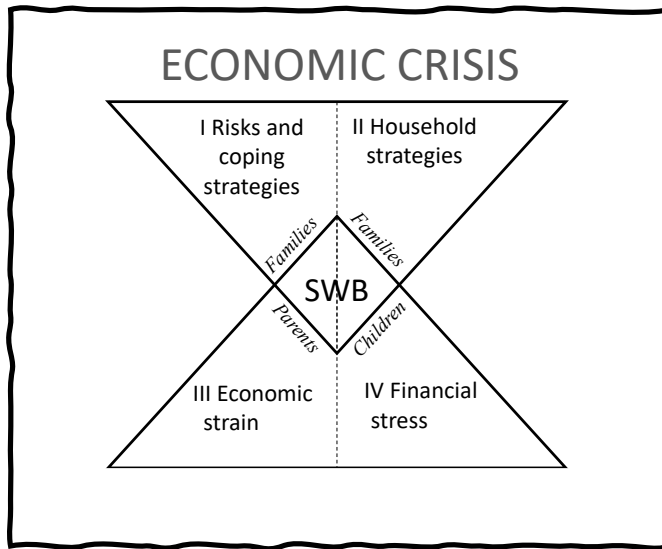 ECONOMIC CRISIS
I Risks and
coping
strategies
II Household
strategies
Families
Families
SWB
Parents
Children
III Economic
strain
IV Financial
stress